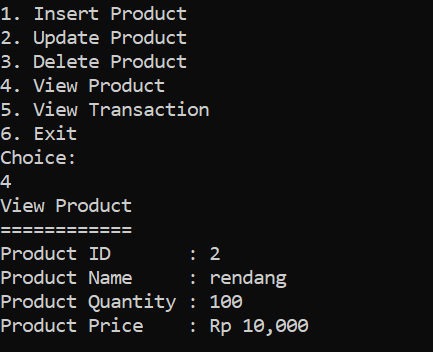 1. Insert Product
2. Update Product
3. Delete Product
4. View Product
5. View Transaction
6. Exit
Choice:
4
View Product
============
Product ID       : 2
Product Name     : rendang
Product Quantity : 100
Product Price    : Rp 10,000